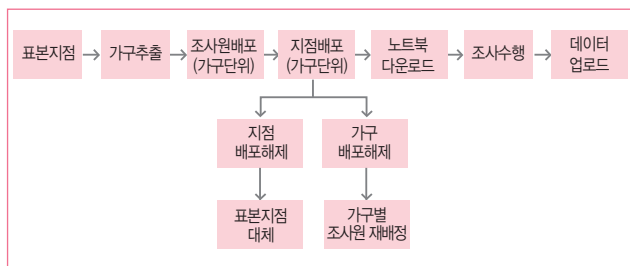 표본지점
가구추출
조사원배포
(가구단위)
지점배포
(가구단위)
노트북
다운로드
조사수행
데이터
업로드
지점
배포해제
가구
배포해제
표본지점
대체
가구별
조사원 재배정